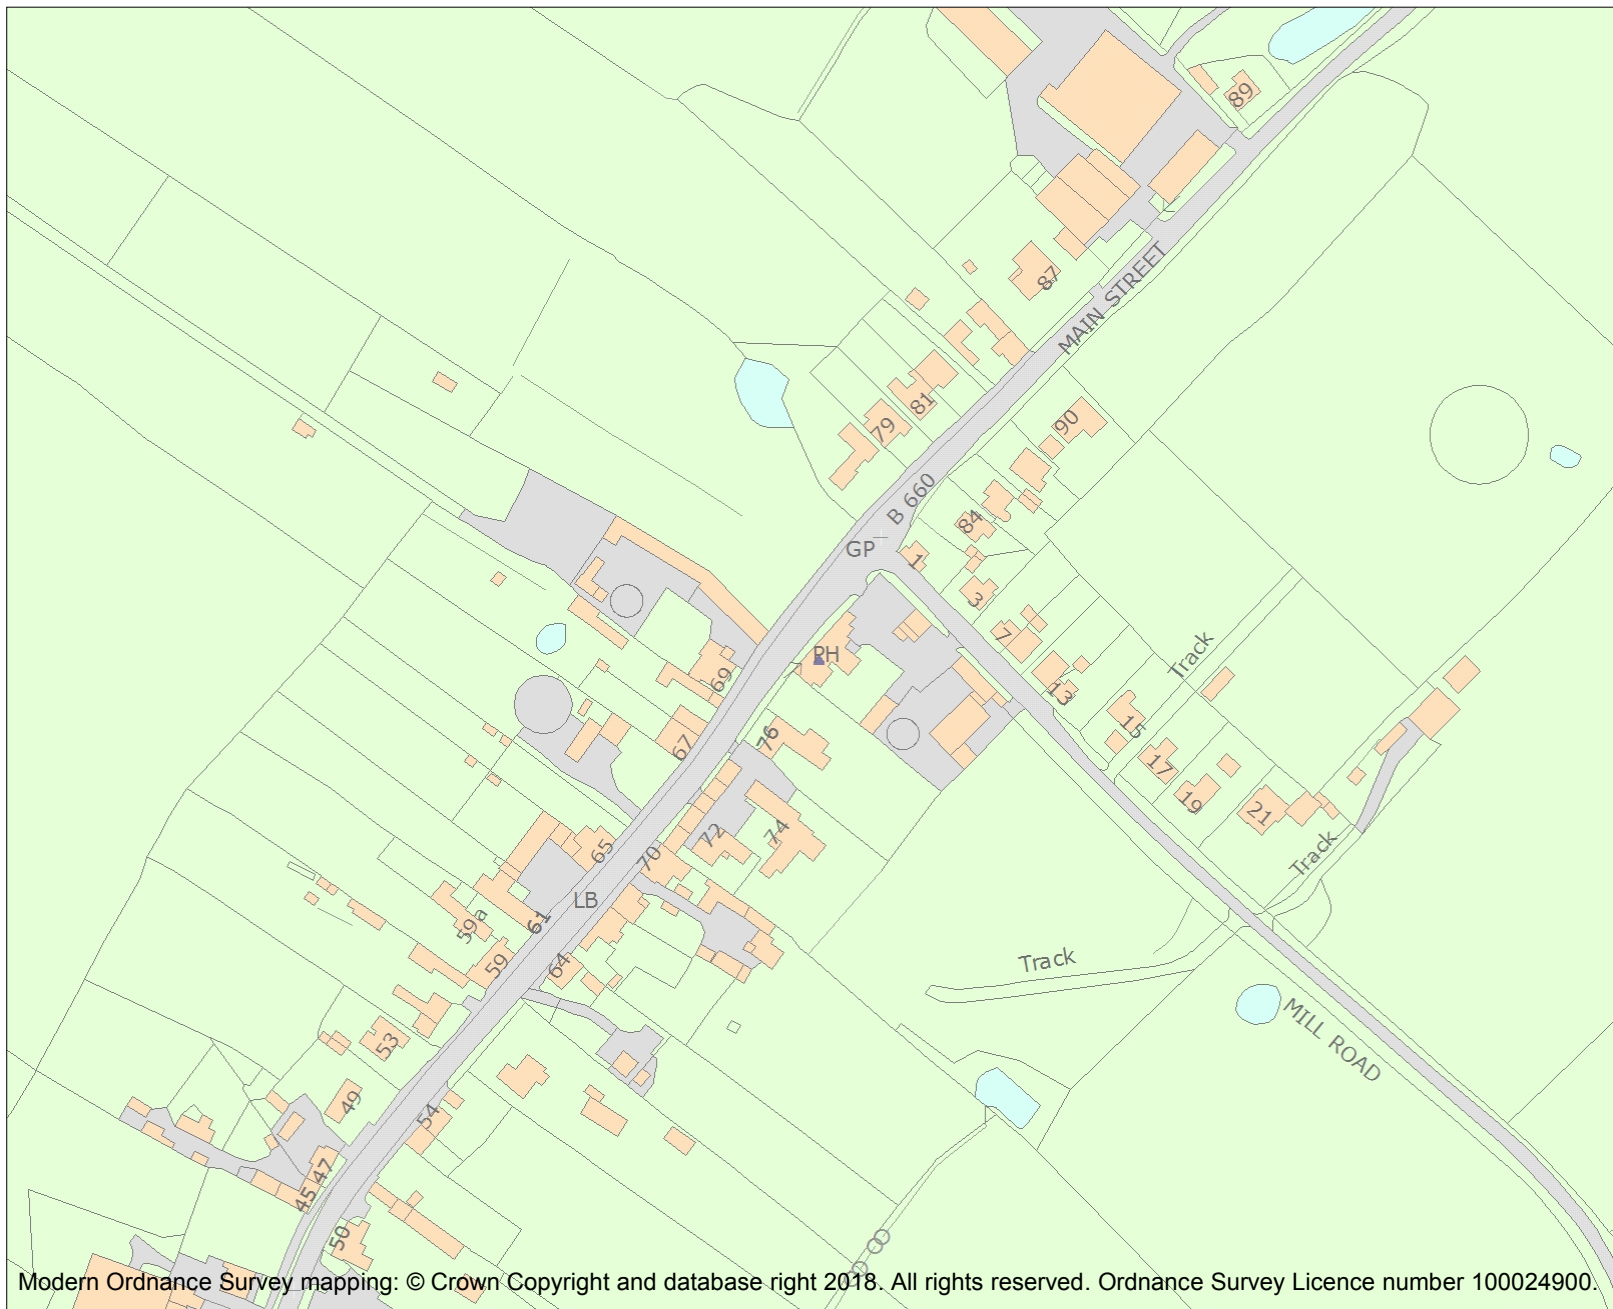 89
MAIN STREET
87
81
79
90
B 660
84
GP
1
3
7
Track
PH
69
13
15
76
67
17
19
21
72
74
65
70
Track
LB
59a
61
59
64
Track
MILL ROAD
53
49
54
47
45
50
Modern Ordnance Survey mapping: © Crown Copyright and database right 2018. All rights reserved. Ordnance Survey Licence number 100024900.